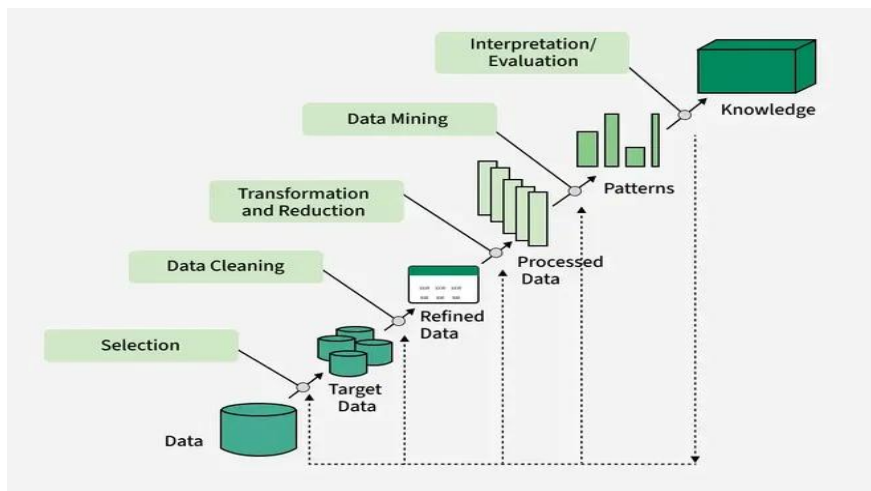 Interpretation/
Evaluation
Knowledge
Data Mining
Patterns
Transformation
and Reduction
Processed
Data
Data Cleaning
Refined
Data
Selection
Target
Data
Data